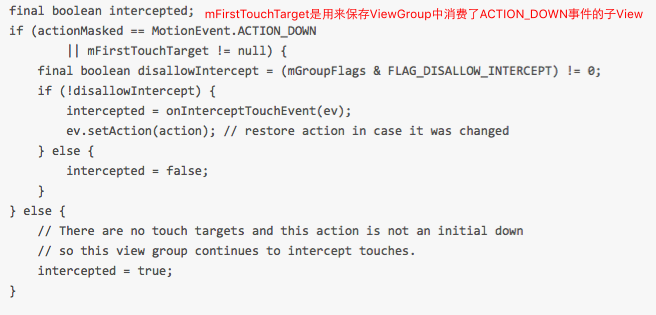 final boolean intercepted; mFirstTouchTarget是用来保存ViewGroup中消费了ACTION_DOWN事件的子View
if (actionMasked == MotionEvent.ACTION_DOWN
        || mFirstTouchTarget != null) {
    final boolean disallowIntercept = (mGroupFlags & FLAG_DISALLOW_INTERCEPT) != 0;
    if (!disallowIntercept) {
        intercepted = onInterceptTouchEvent(ev);
        ev.setAction(action); // restore action in case it was changed
    } else {
        intercepted = false;
    }
} else {
    // There are no touch targets and this action is not an initial down
    // so this view group continues to intercept touches.
    intercepted = true;
}